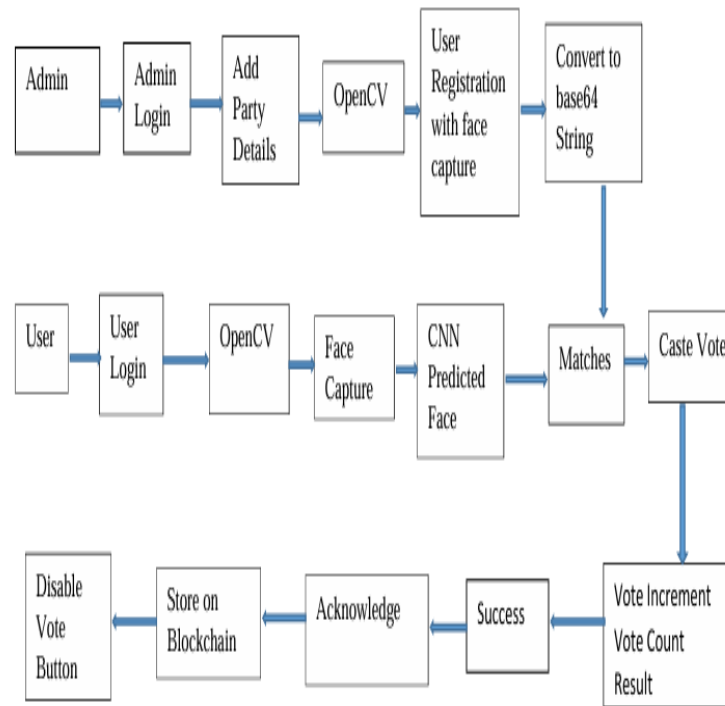 Admin
Admin
Login
Add
Party
Details
OpenCV
User
Registration
with face
capture
Convert to
base64
String
User
User
Login
OpenCV
Face
Capture
CNN
Predicted
Face
Matches
Caste Vote
Disable
Vote
Button
Store on
Blockchain
Acknowledge
Success
Vote Increment
Vote Count
Result